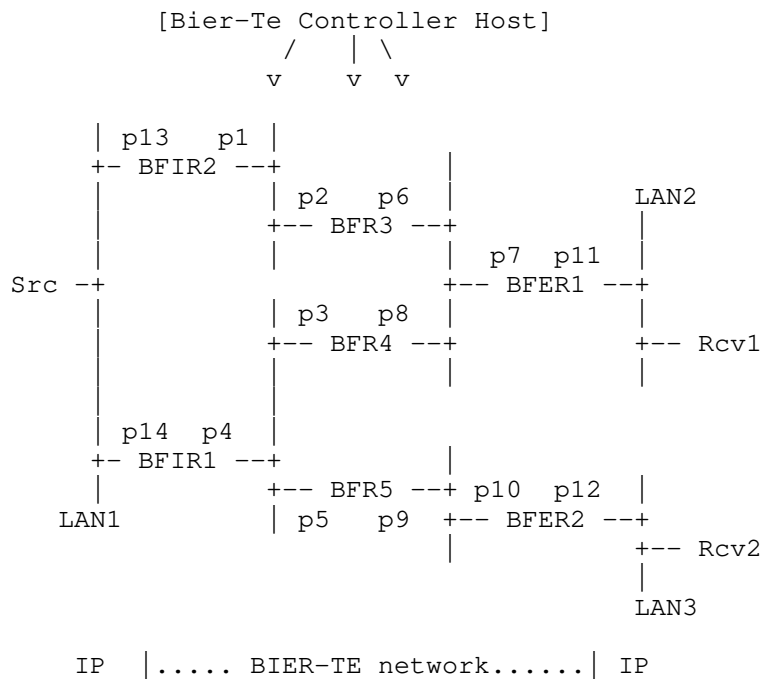 [Bier-Te Controller Host]
/ | \
v v v
| p13 p1 |
+- BFIR2 --+ |
| | p2 p6 | LAN2
| +-- BFR3 --+ |
| | | p7 p11 |
Src -+ +-- BFER1 --+
| | p3 p8 | |
| +-- BFR4 --+ +-- Rcv1
| | | |
| |
| p14 p4 |
+- BFIR1 --+ |
| +-- BFR5 --+ p10 p12 |
LAN1 | p5 p9 +-- BFER2 --+
| +-- Rcv2
|
LAN3
IP |..... BIER-TE network......| IP